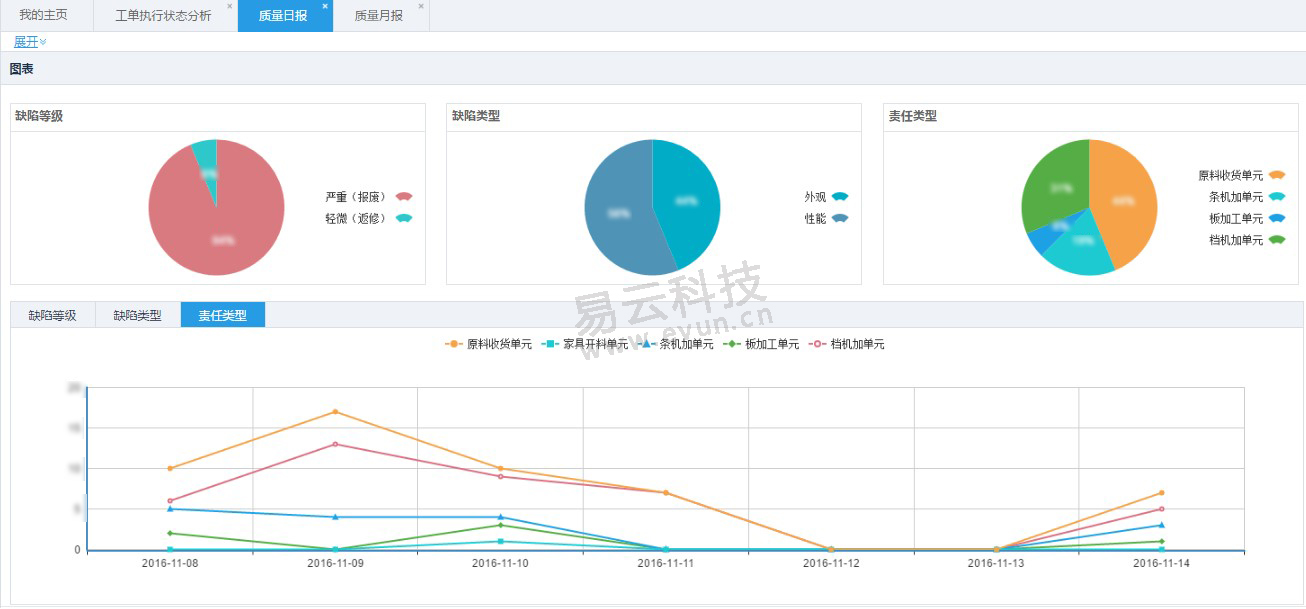 我的主页 工单执行状态分析 质量日报 质量月报
展开
图表
缺陷等级 缺陷类型 责任类型
严重（报废）
轻微（返修）
外观
性能
原料收货单元
条机加单元
板加工单元
档机加单元
缺陷等级 缺陷类型 责任类型
原料收货单元 家具开料单元 条机加单元 板加工单元 档机加单元
易云科技
www.eyun.cn
20
15
10
5
0
2016-11-08 2016-11-09 2016-11-10 2016-11-11 2016-11-12 2016-11-13 2016-11-14